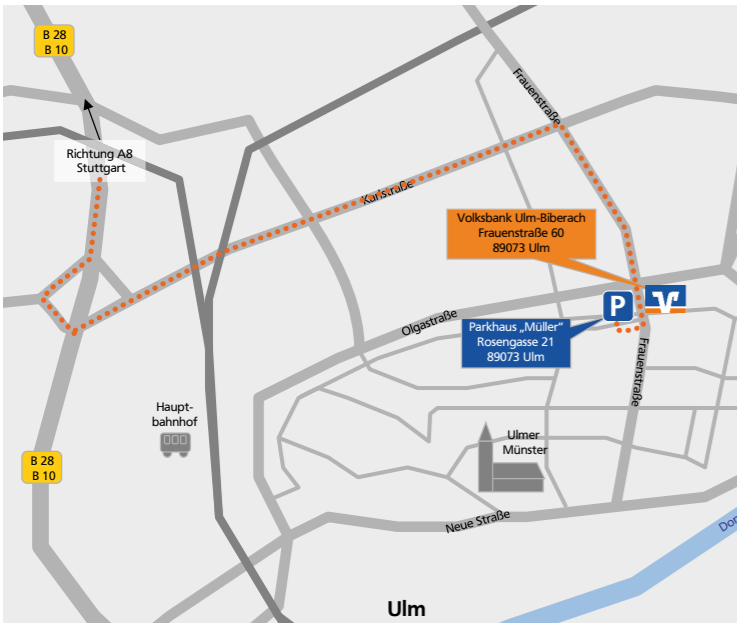 B 28
B 10
Frauenstraße
Richtung A8
Stuttgart
Karlstraße
Volksbank Ulm-Biberach
Frauenstraße 60
89073 Ulm
P
Olgastraße
Parkhaus „Müller“
Rosengasse 21
89073 Ulm
Frauenstraße
Haupt-
bahnhof
Ulmer
Münster
B 28
B 10
Neue Straße
Don
Ulm